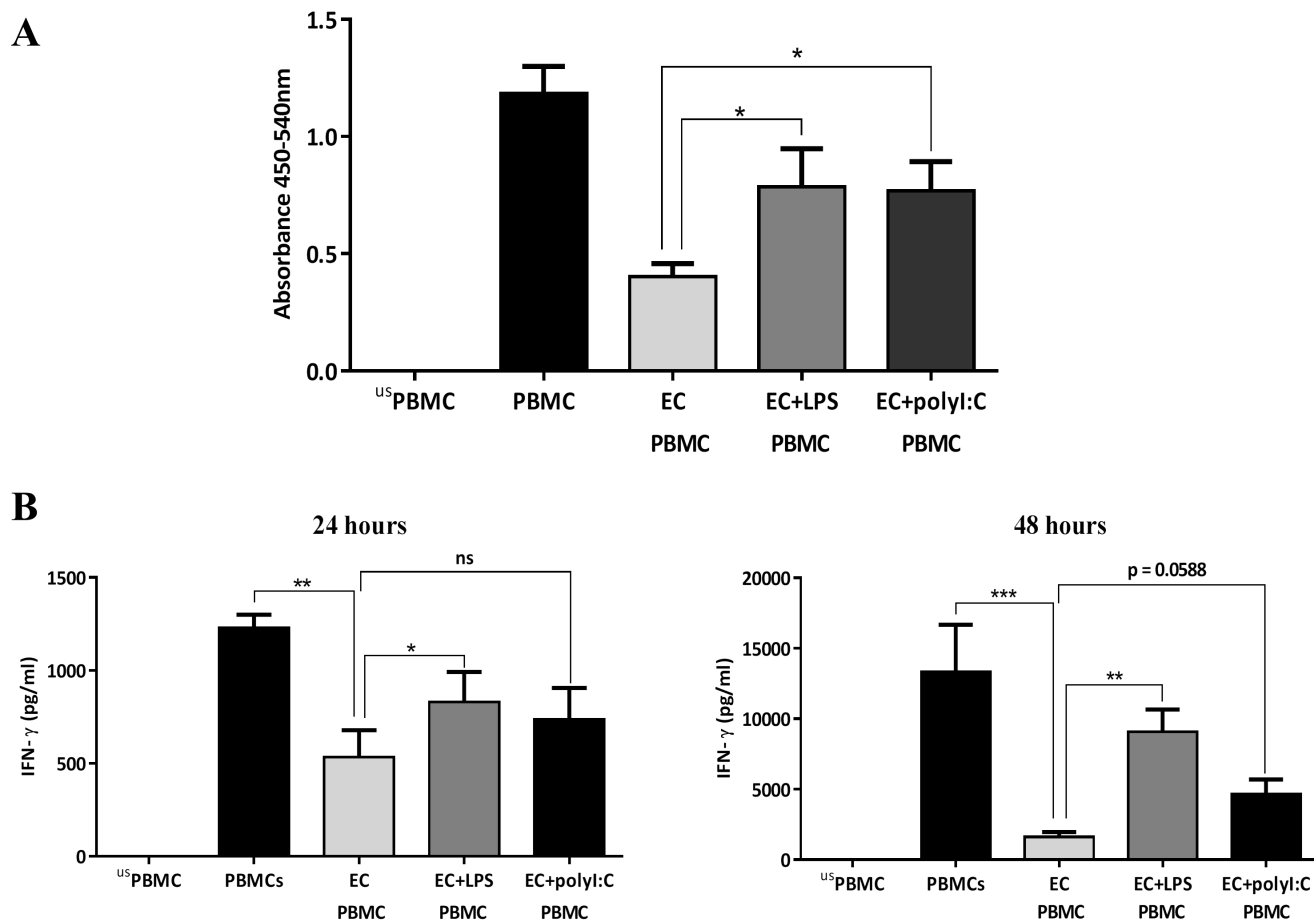 A
Absorbance 450-540nm
1.5
1.0
0.5
0.0
*
*
usPBMC PBMC EC EC+LPS EC+polyI:C
PBMC PBMC PBMC
B
24 hours
IFN- γ (pg/ml)
1500
1000
500
0
ns
**
*
usPBMC PBMCs EC EC+LPS EC+polyI:C
PBMC PBMC PBMC
48 hours
IFN- γ (pg/ml)
20000
15000
10000
5000
0
p = 0.0588
***
**
usPBMC PBMCs EC EC+LPS EC+polyI:C
PBMC PBMC PBMC